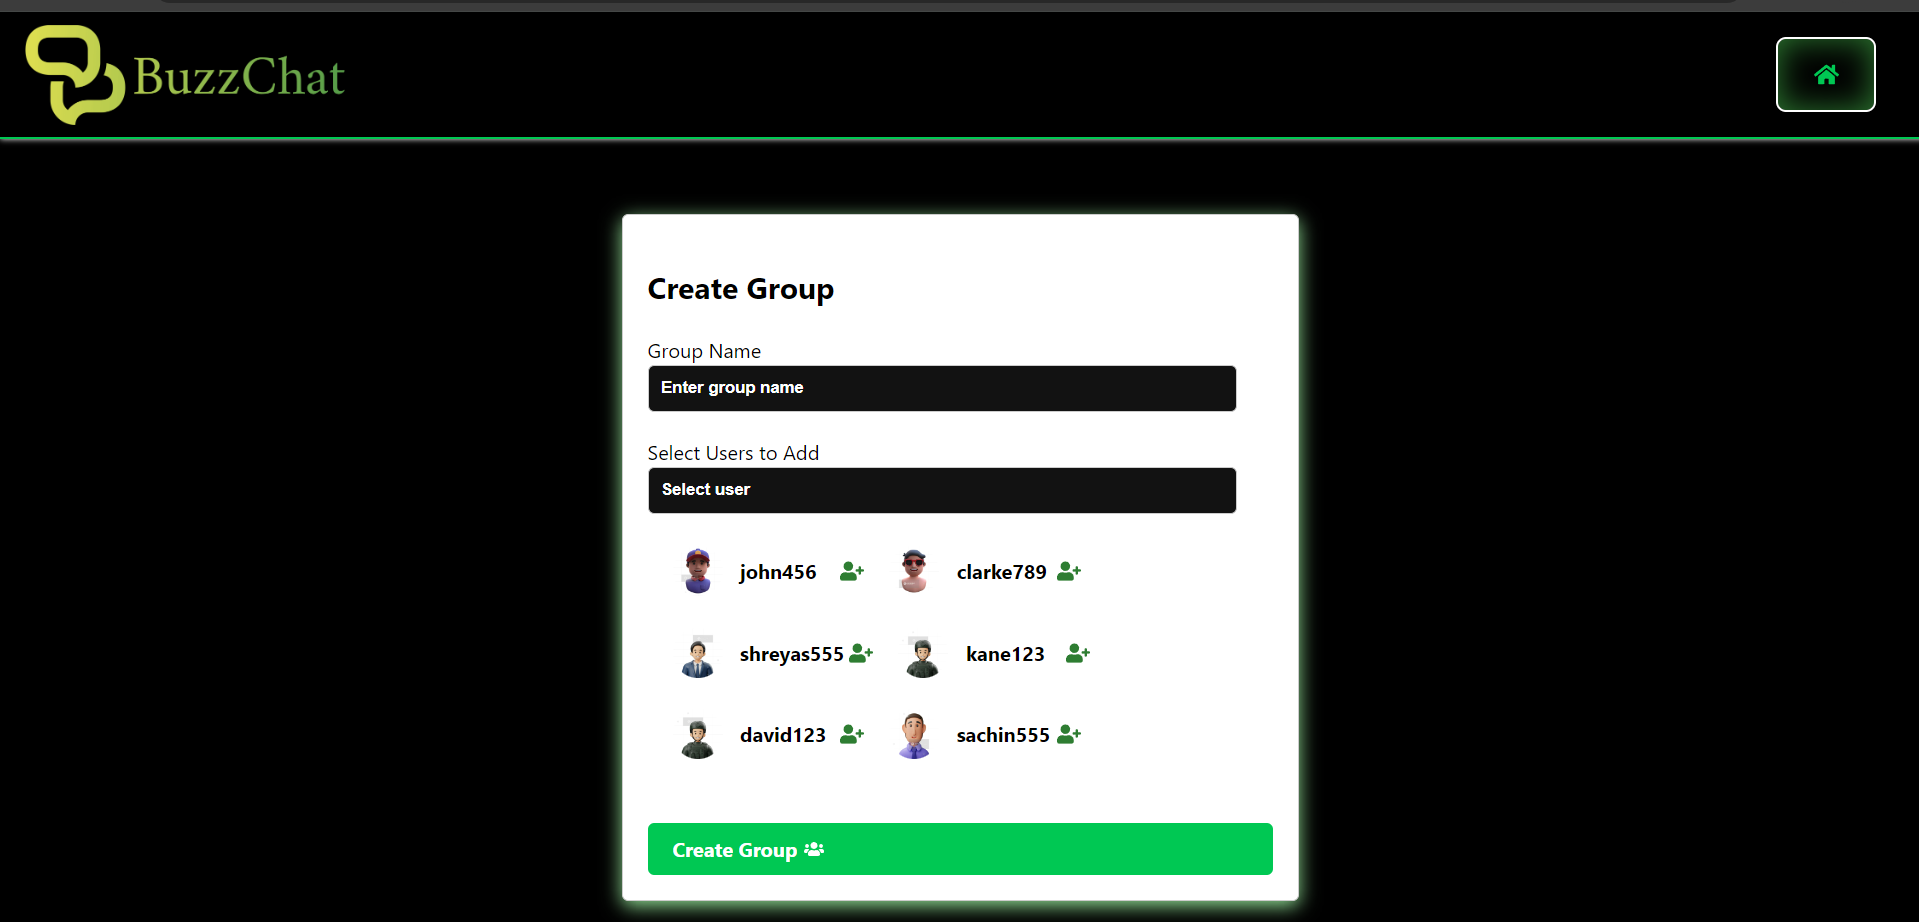 BuzzChat
Create Group
Group Name
Enter group name
Select Users to Add
Select user
john456 clarke789
shreyas555 kane123
david123 sachin555
Create Group